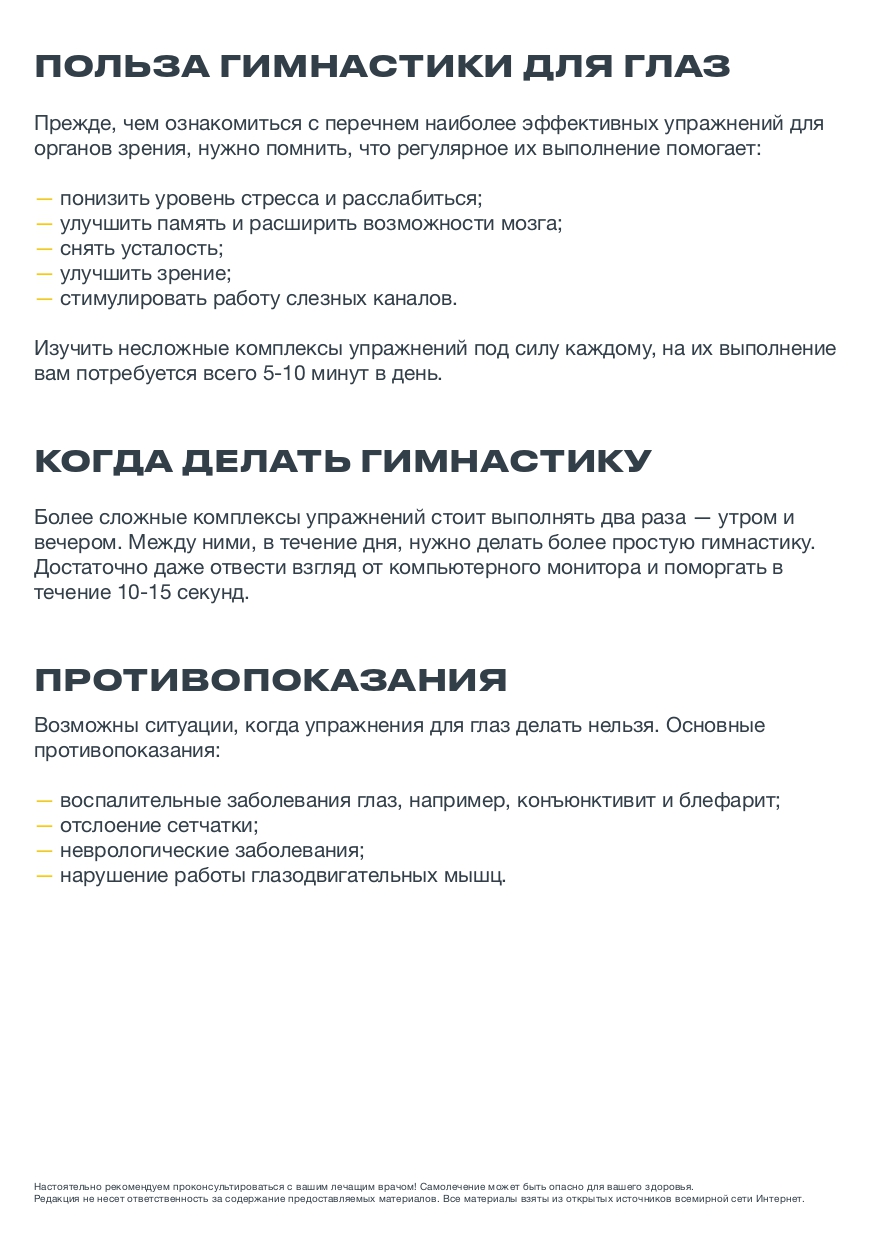 ПОЛЬЗА ГИМНАСТИКИ ДЛЯ ГЛАЗ
Прежде, чем ознакомиться с перечнем наиболее эффективных упражнений для
органов зрения, нужно помнить, что регулярное их выполнение помогает:
— понизить уровень стресса и расслабиться;
— улучшить память и расширить возможности мозга;
— снять усталость;
— улучшить зрение;
— стимулировать работу слезных каналов.
Изучить несложные комплексы упражнений под силу каждому, на их выполнение
вам потребуется всего 5-10 минут в день.
КОГДА ДЕЛАТЬ ГИМНАСТИКУ
Более сложные комплексы упражнений стоит выполнять два раза — утром и
вечером. Между ними, в течение дня, нужно делать более простую гимнастику.
Достаточно даже отвести взгляд от компьютерного монитора и поморгать в
течение 10-15 секунд.
ПРОТИВОПОКАЗАНИЯ
Возможны ситуации, когда упражнения для глаз делать нельзя. Основные
противопоказания:
— воспалительные заболевания глаз, например, конъюнктивит и блефарит;
— отслоение сетчатки;
— неврологические заболевания;
— нарушение работы глазодвигательных мышц.
Настоятельно рекомендуем проконсультироваться с вашим лечащим врачом! Самолечение может быть опасно для вашего здоровья.
Редакция не несет ответственность за содержание предоставляемых материалов. Все материалы взяты из открытых источников всемирной сети Интернет.